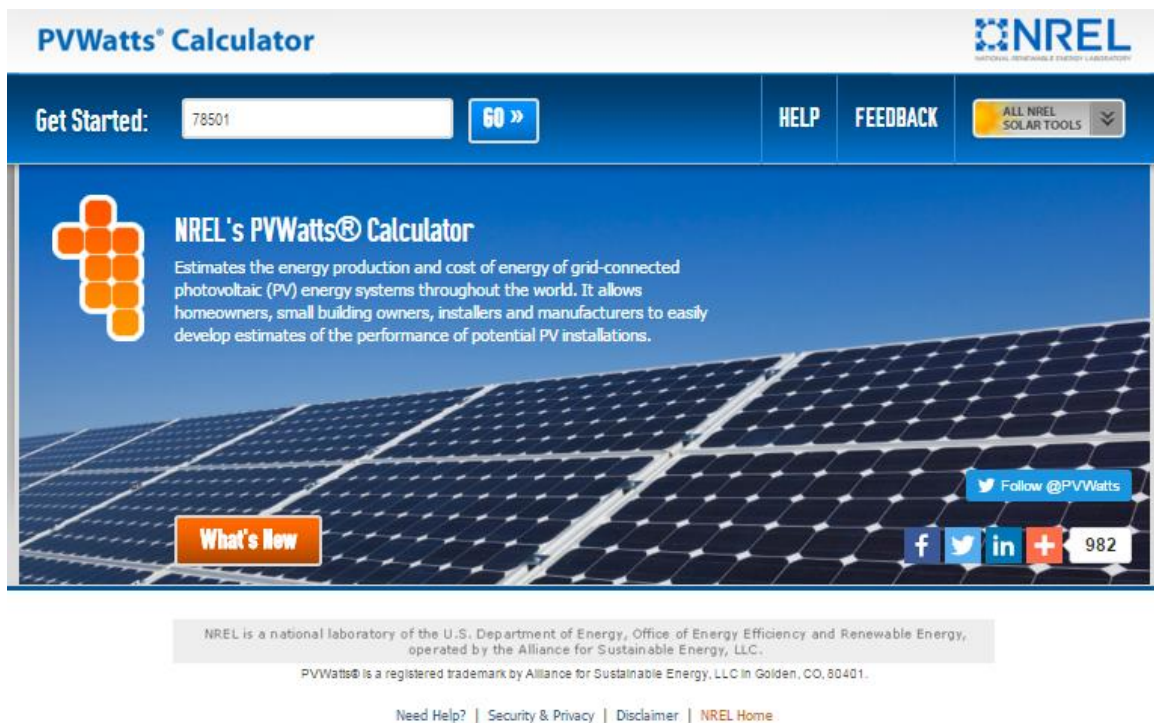 PVWatts® Calculator
NREL
NATIONAL RENEWABLE ENERGY LABORATORY
Get Started:
78501
GO »
HELP
FEEDBACK
ALL NREL
SOLAR TOOLS
NREL's PVWatts® Calculator
Estimates the energy production and cost of energy of grid-connected
photovoltaic (PV) energy systems throughout the world. It allows
homeowners, small building owners, installers and manufacturers to easily
develop estimates of the performance of potential PV installations.
Follow @PVWatts
What's New
f
in
+
982
NREL is a national laboratory of the U.S. Department of Energy, Office of Energy Efficiency and Renewable Energy,
operated by the Alliance for Sustainable Energy, LLC.
PVWatts® is a registered trademark by Alliance for Sustainable Energy, LLC in Golden, CO, 80401.
Need Help? | Security & Privacy | Disclaimer | NREL Home